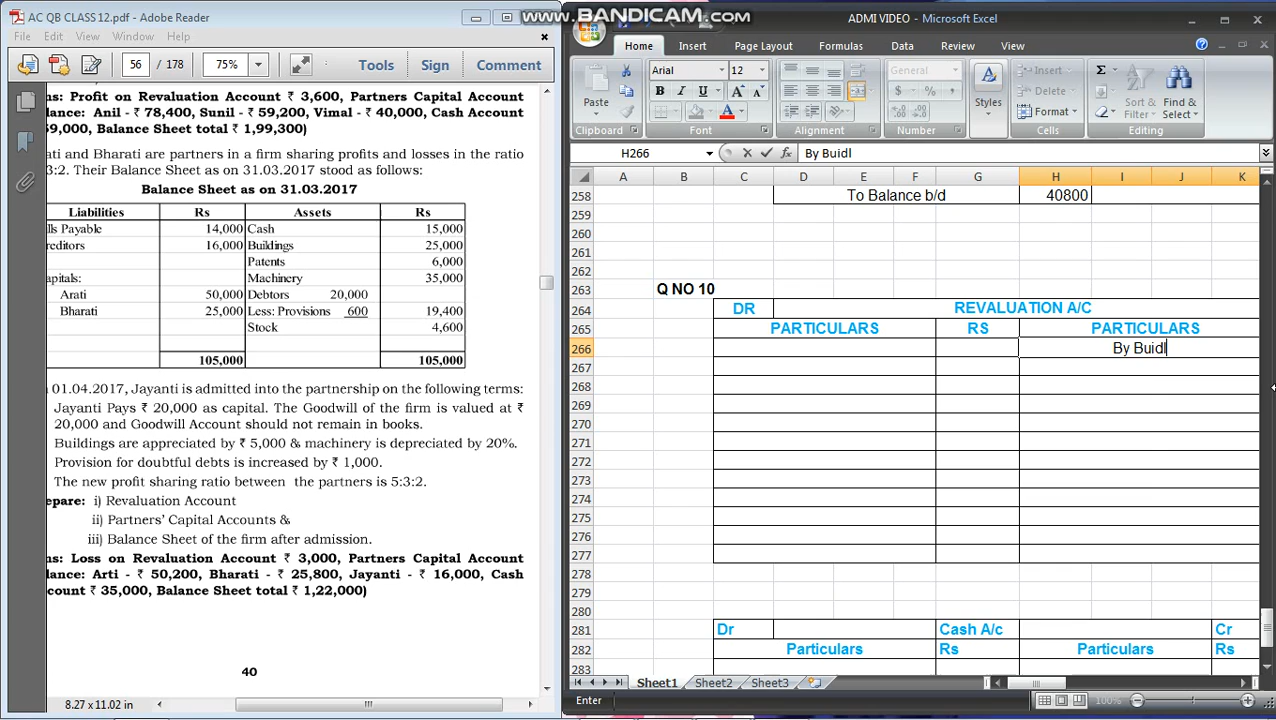 AC QB CLASS 12.pdf - Adobe Reader
www.BANDICAM.com
ADMI VIDEO - Microsoft Excel
File Edit View Window Help
56 / 178 75% Tools Sign Comment
Home Insert Page Layout Formulas Data Review View
Arial 12 General
Paste Styles Insert Delete Format Sort & Filter Find & Select
Clipboard Font Alignment Number Cells Editing
H266 By Buidl
A B C D E F G H I J K
ns: Profit on Revaluation Account ₹ 3,600, Partners Capital Account
lance: Anil - ₹ 78,400, Sunil - ₹ 59,200, Vimal - ₹ 40,000, Cash Account
59,000, Balance Sheet total ₹ 1,99,300)
ati and Bharati are partners in a firm sharing profits and losses in the ratio
3:2. Their Balance Sheet as on 31.03.2017 stood as follows:
Balance Sheet as on 31.03.2017
Liabilities Rs Assets Rs
lls Payable 14,000 Cash 15,000
reditors 16,000 Buildings 25,000
Patents 6,000
apitals: Machinery 35,000
Arati 50,000 Debtors 20,000
Bharati 25,000 Less: Provisions 600 19,400
Stock 4,600
105,000 105,000
01.04.2017, Jayanti is admitted into the partnership on the following terms:
Jayanti Pays ₹ 20,000 as capital. The Goodwill of the firm is valued at ₹
20,000 and Goodwill Account should not remain in books.
Buildings are appreciated by ₹ 5,000 & machinery is depreciated by 20%.
Provision for doubtful debts is increased by ₹ 1,000.
The new profit sharing ratio between the partners is 5:3:2.
epare: i) Revaluation Account
ii) Partners' Capital Accounts &
iii) Balance Sheet of the firm after admission.
ns: Loss on Revaluation Account ₹ 3,000, Partners Capital Account
lance: Arti - ₹ 50,200, Bharati - ₹ 25,800, Jayanti - ₹ 16,000, Cash
count ₹ 35,000, Balance Sheet total ₹ 1,22,000)
40
8.27 x 11.02 in
258 To Balance b/d 40800
259
260
261
262
263 Q NO 10
264 DR REVALUATION A/C
265 PARTICULARS RS PARTICULARS
266 By Buidl
267
268
269
270
271
272
273
274
275
276
277
278
279
280
281 Dr Cash A/c Cr
282 Particulars Rs Particulars Rs
283
Sheet1 Sheet2 Sheet3
Enter 100%